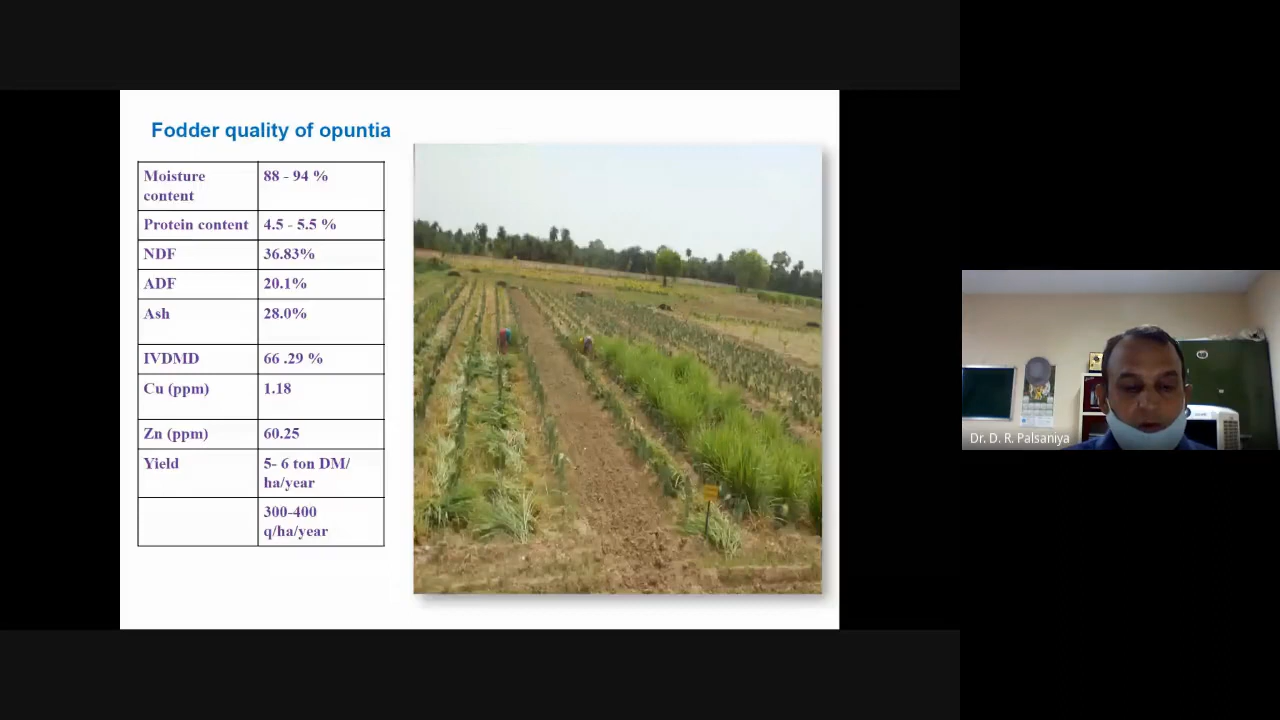 Fodder quality of opuntia
Moisture content 88 - 94 %
Protein content 4.5 - 5.5 %
NDF 36.83%
ADF 20.1%
Ash 28.0%
IVDMD 66 .29 %
Cu (ppm) 1.18
Zn (ppm) 60.25
Yield 5- 6 ton DM/ ha/year
300-400 q/ha/year
Dr. D. R. Palsaniya